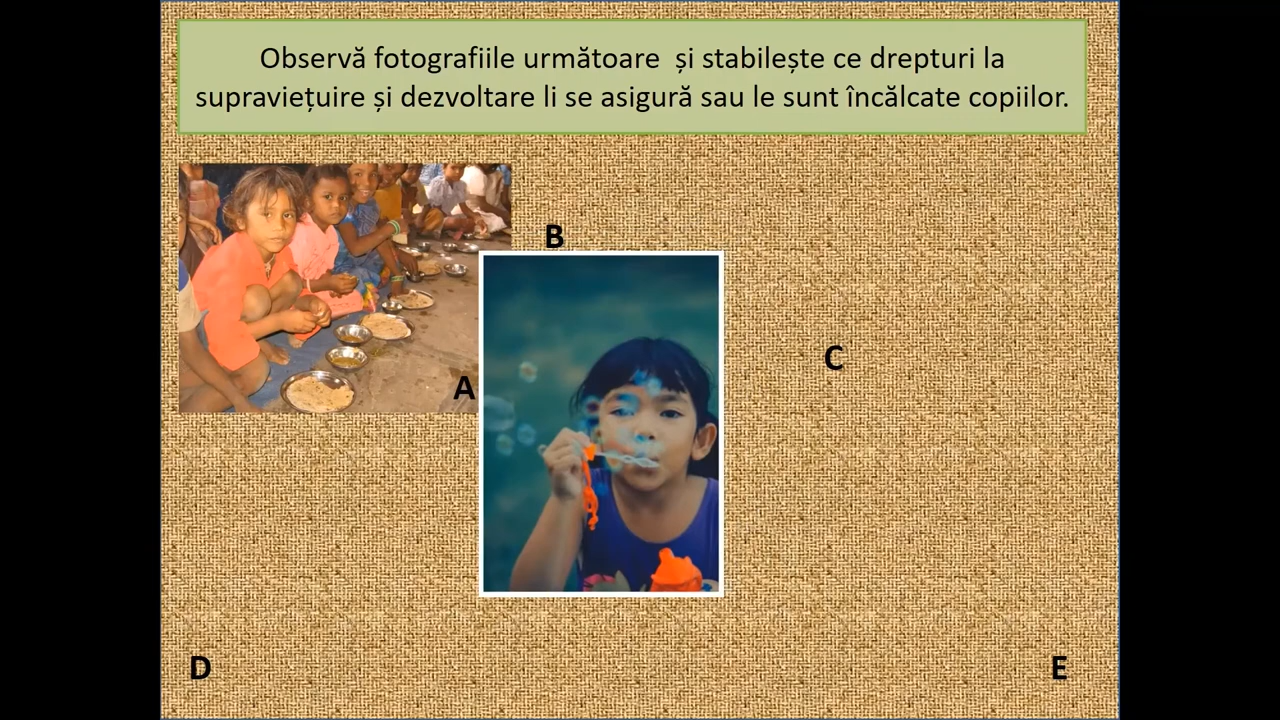 Observă fotografiile următoare și stabilește ce drepturi la
supraviețuire și dezvoltare li se asigură sau le sunt încălcate copiilor.
B
C
A
D
E